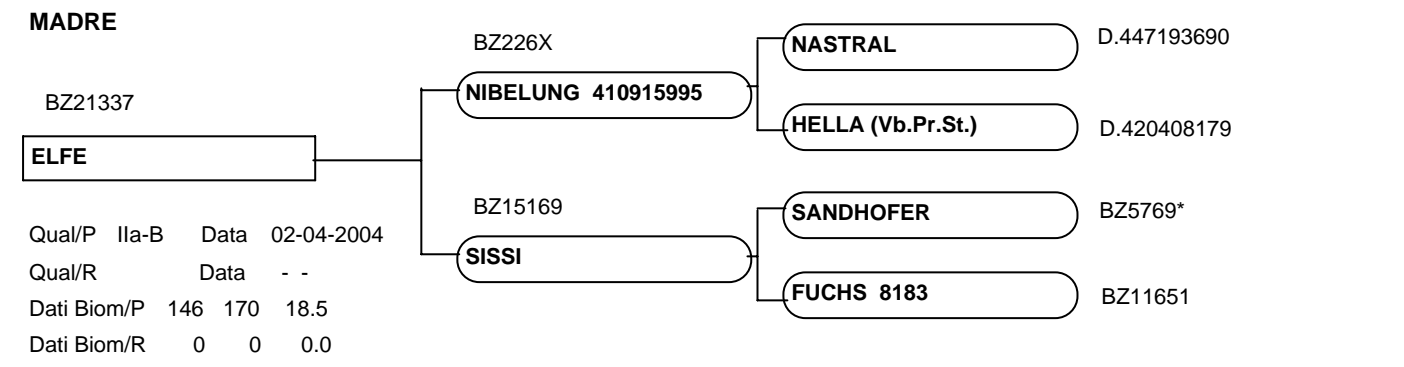 MADRE
BZ21337
ELFE
BZ226X
NIBELUNG 410915995
NASTRAL
D.447193690
HELLA (Vb.Pr.St.)
D.420408179
BZ15169
SISSI
SANDHOFER
BZ5769*
FUCHS 8183
BZ11651
Qual/P IIa-B Data 02-04-2004
Qual/R Data - -
Dati Biom/P 146 170 18.5
Dati Biom/R 0 0 0.0